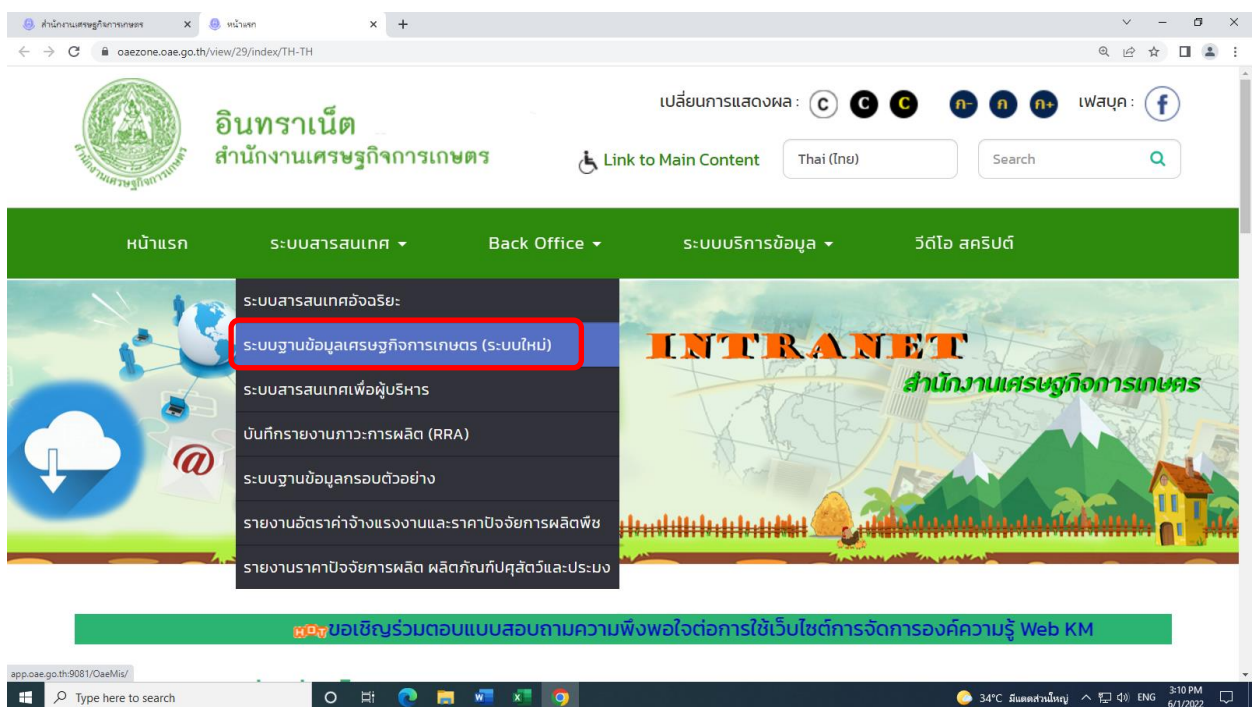 สำนักงานเศรษฐกิจการเกษตร
หน้าแรก
oaezone.oae.go.th/view/29/index/TH-TH
อินทราเน็ต
สำนักงานเศรษฐกิจการเกษตร
เปลี่ยนการแสดงผล : C C C ก- ก ก+ เฟสบุค : f
Link to Main Content Thai (ไทย) Search
หน้าแรก ระบบสารสนเทศ Back Office ระบบบริการข้อมูล วีดีโอ สคริปต์
ระบบสารสนเทศอัจฉริยะ
ระบบฐานข้อมูลเศรษฐกิจการเกษตร (ระบบใหม่)
ระบบสารสนเทศเพื่อผู้บริหาร
บันทึกรายงานภาวะการผลิต (RRA)
ระบบฐานข้อมูลกรอบตัวอย่าง
รายงานอัตราค่าจ้างแรงงานและราคาปัจจัยการผลิตพืช
รายงานราคาปัจจัยการผลิต ผลิตภัณฑ์ปศุสัตว์และประมง
INTRANET
สำนักงานเศรษฐกิจการเกษตร
@
HOT ขอเชิญร่วมตอบแบบสอบถามความพึงพอใจต่อการใช้เว็บไซต์การจัดการองค์ความรู้ Web KM
app.oae.go.th:9081/OaeMis/
Type here to search
34°C มีแดดส่วนใหญ่ ENG 3:10 PM
6/1/2022